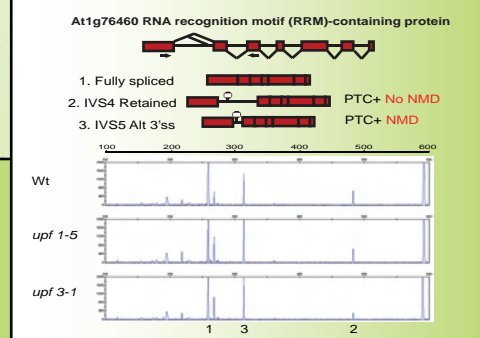 At1g76460 RNA recognition motif (RRM)-containing protein
1. Fully spliced
2. IVS4 Retained PTC+ No NMD
3. IVS5 Alt 3'ss PTC+ NMD
100 200 300 400 500 600
Wt
upf 1-5
upf 3-1
1 3 2